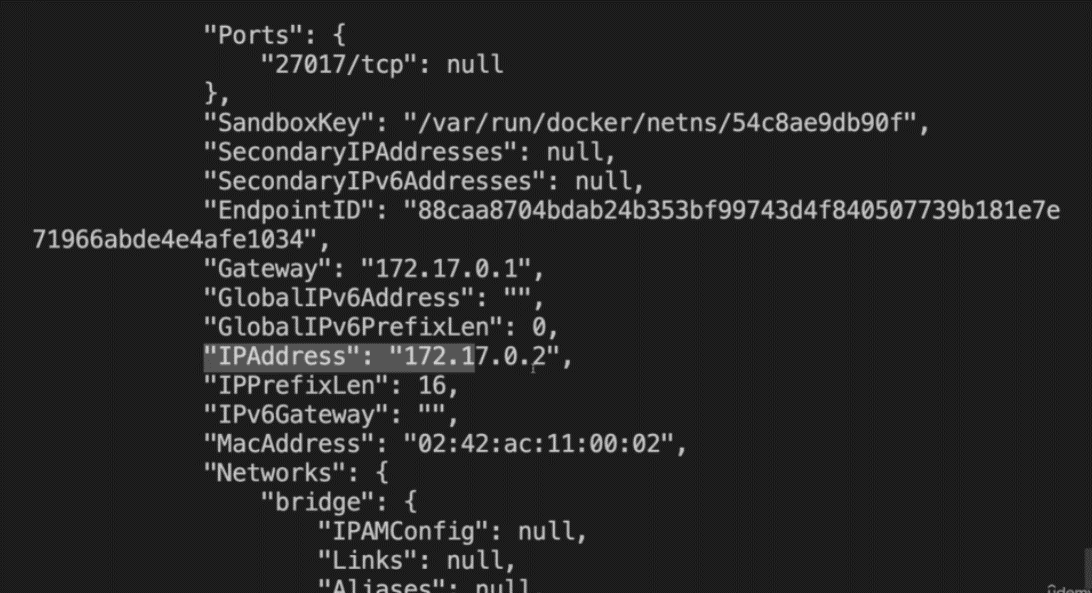 "Ports": {
"27017/tcp": null
},
"SandboxKey": "/var/run/docker/netns/54c8ae9db90f",
"SecondaryIPAddresses": null,
"SecondaryIPv6Addresses": null,
"EndpointID": "88caa8704bdab24b353bf99743d4f840507739b181e7e
71966abde4e4afe1034",
"Gateway": "172.17.0.1",
"GlobalIPv6Address": "",
"GlobalIPv6PrefixLen": 0,
"IPAddress": "172.17.0.2",
"IPPrefixLen": 16,
"IPv6Gateway": "",
"MacAddress": "02:42:ac:11:00:02",
"Networks": {
"bridge": {
"IPAMConfig": null,
"Links": null,
"Aliases": null,